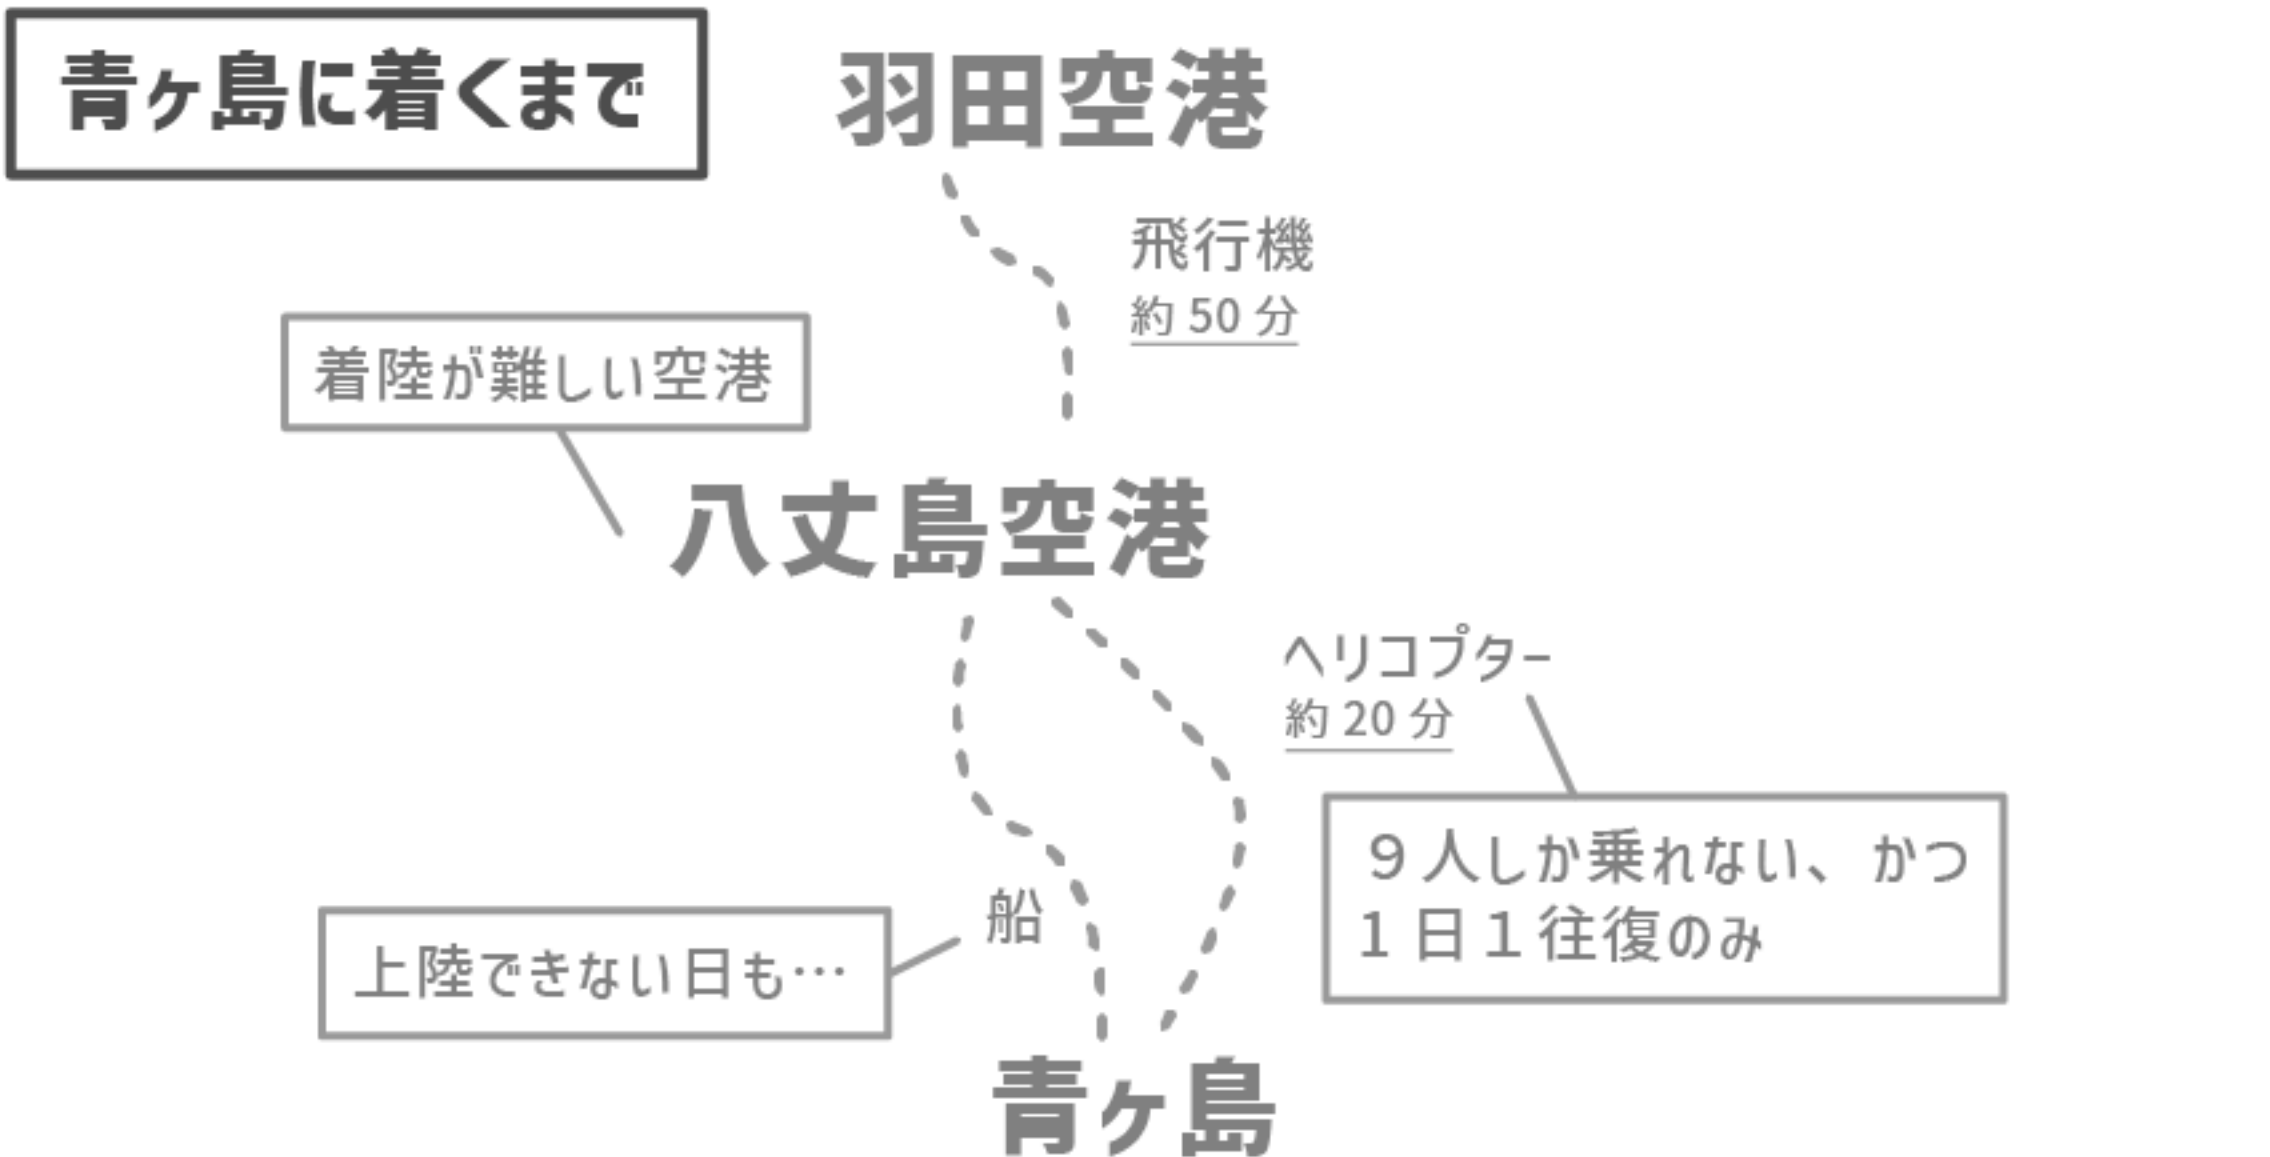 青ヶ島に着くまで
羽田空港
飛行機
約 50 分
着陸が難しい空港
八丈島空港
ヘリコプター
約 20 分
９人しか乗れない、かつ
１日１往復のみ
船
上陸できない日も…
青ヶ島